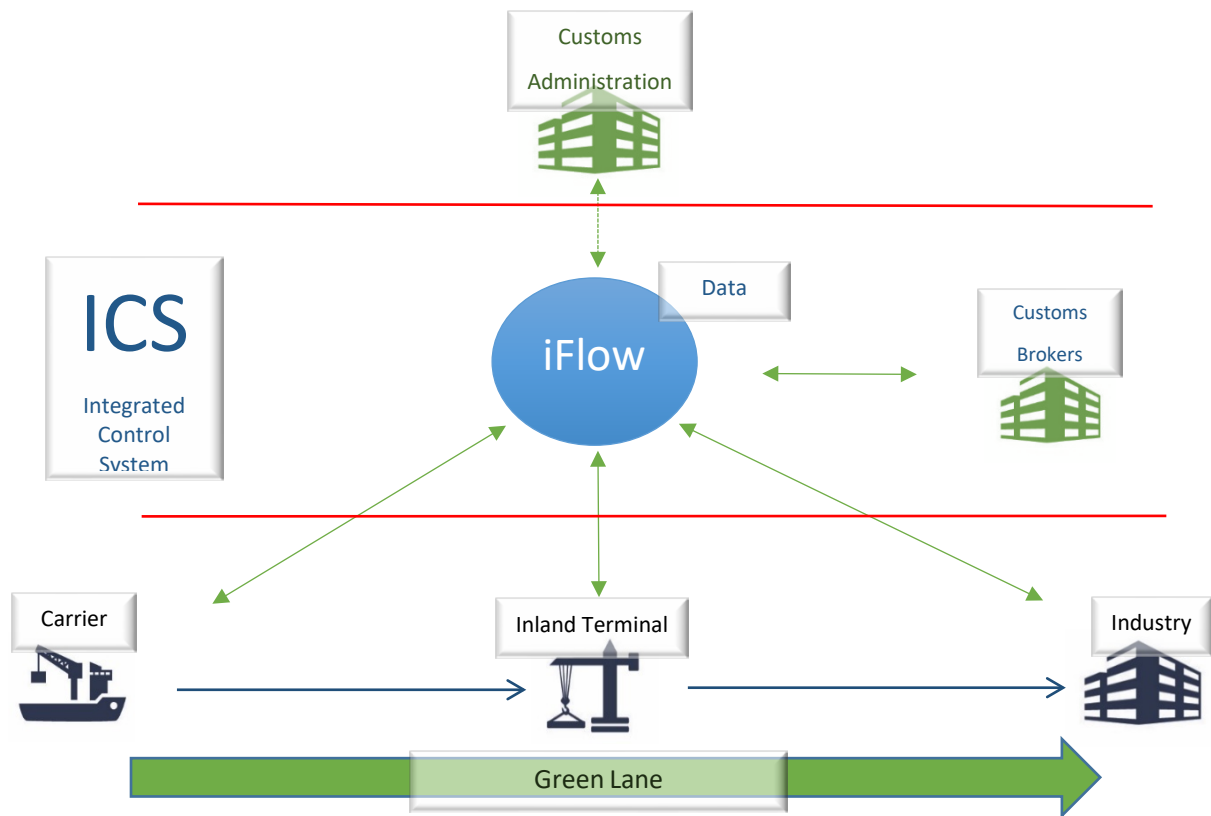 Customs
Administration
Data
ICS
Integrated
Control
System
iFlow
Customs
Brokers
Carrier
Inland Terminal
Industry
Green Lane